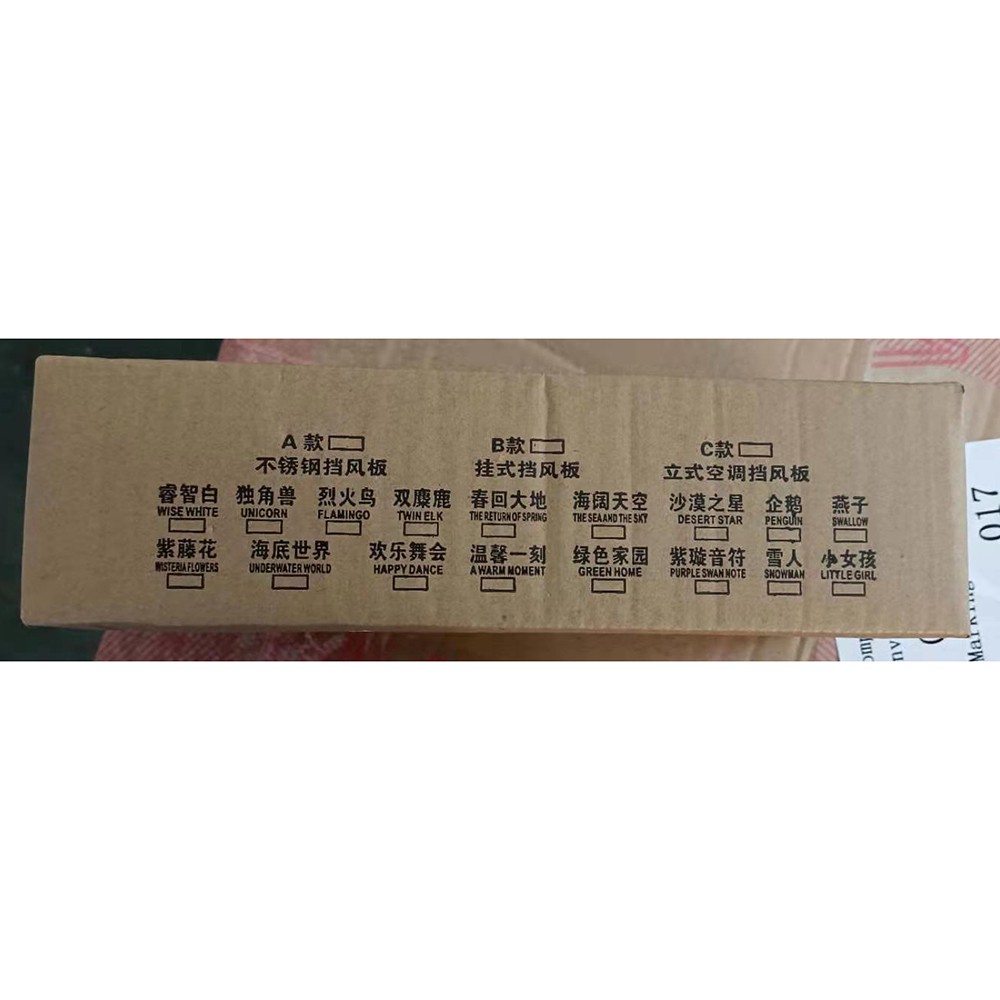 A款 B款 C款
不锈钢挡风板 挂式挡风板 立式空调挡风板
睿智白 独角兽 烈火鸟 双麋鹿 春回大地 海阔天空 沙漠之星 企鹅 燕子
WISE WHITE UNICORN FLAMINGO TWIN ELK THE RETURN OF SPRING THE SEA AND THE SKY DESERT STAR PENGUIN SWALLOW
紫藤花 海底世界 欢乐舞会 温馨一刻 绿色家园 紫璇音符 雪人 小女孩
WISTERIA FLOWERS UNDERWATER WORLD HAPPY DANCE A WARM MOMENT GREEN HOME PURPLE SWAN NOTE SNOWMAN LITTLE GIRL
017
Marking